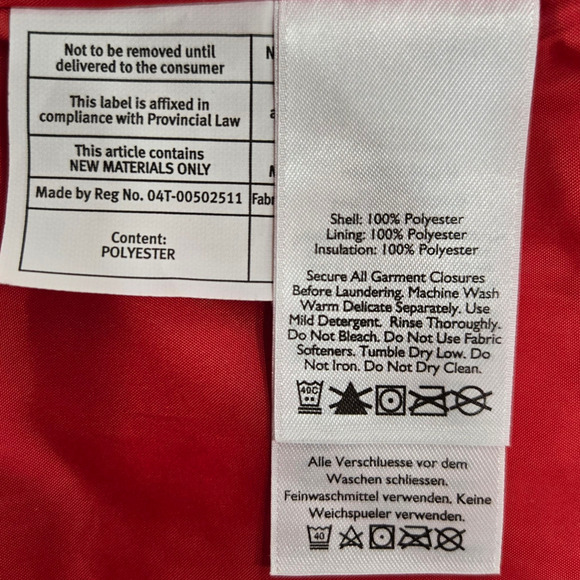 Not to be removed until
delivered to the consumer
This label is affixed in
compliance with Provincial Law
This article contains
NEW MATERIALS ONLY
Made by Reg No. 04T-00502511
Content:
POLYESTER
Shell: 100% Polyester
Lining: 100% Polyester
Insulation: 100% Polyester
Secure All Garment Closures
Before Laundering. Machine Wash
Warm Delicate Separately. Use
Mild Detergent. Rinse Thoroughly.
Do Not Bleach. Do Not Use Fabric
Softeners. Tumble Dry Low. Do
Not Iron. Do Not Dry Clean.
40C
Alle Verschluesse vor dem
Waschen schliessen.
Feinwaschmittel verwenden. Keine
Weichspueler verwenden.
40